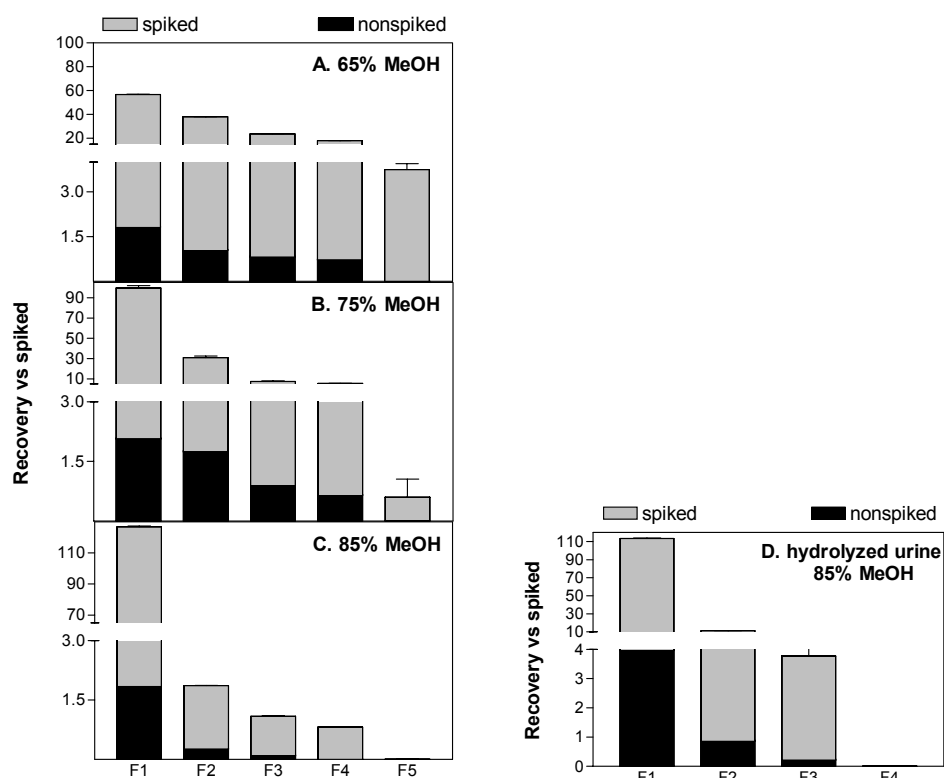 spiked nonspiked
A. 65% MeOH
100
80
60
40
20
3.0
1.5
B. 75% MeOH
90
70
50
30
10
3.0
1.5
C. 85% MeOH
110
90
70
3.0
1.5
F1 F2 F3 F4 F5
Recovery vs spiked
spiked nonspiked
D. hydrolyzed urine
85% MeOH
110
90
70
50
30
10
4
3
2
1
0
F1 F2 F3 F4
Recovery vs spiked